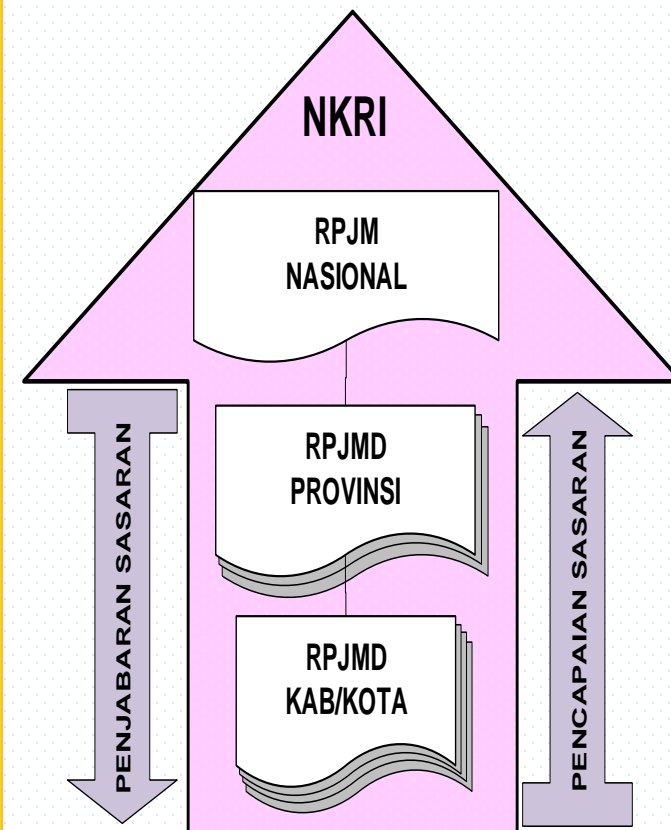 NKRI
RPJM
NASIONAL
PENJABARAN SASARAN
RPJMD
PROVINSI
PENCAPAIAN SASARAN
RPJMD
KAB/KOTA